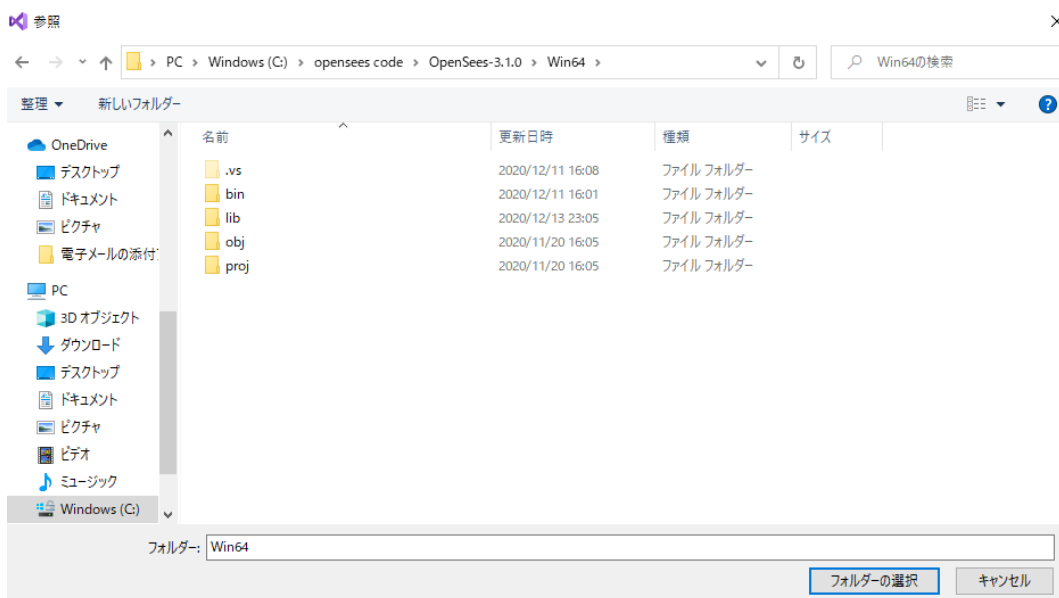 参照
PC › Windows (C:) › opensees code › OpenSees-3.1.0 › Win64 ›
Win64の検索
整理 新しいフォルダー
OneDrive
デスクトップ
ドキュメント
ピクチャ
電子メールの添付
PC
3D オブジェクト
ダウンロード
デスクトップ
ドキュメント
ピクチャ
ビデオ
ミュージック
Windows (C:)
名前 更新日時 種類 サイズ
.vs 2020/12/11 16:08 ファイル フォルダー
bin 2020/12/11 16:01 ファイル フォルダー
lib 2020/12/13 23:05 ファイル フォルダー
obj 2020/11/20 16:05 ファイル フォルダー
proj 2020/11/20 16:05 ファイル フォルダー
フォルダー: Win64
フォルダーの選択 キャンセル